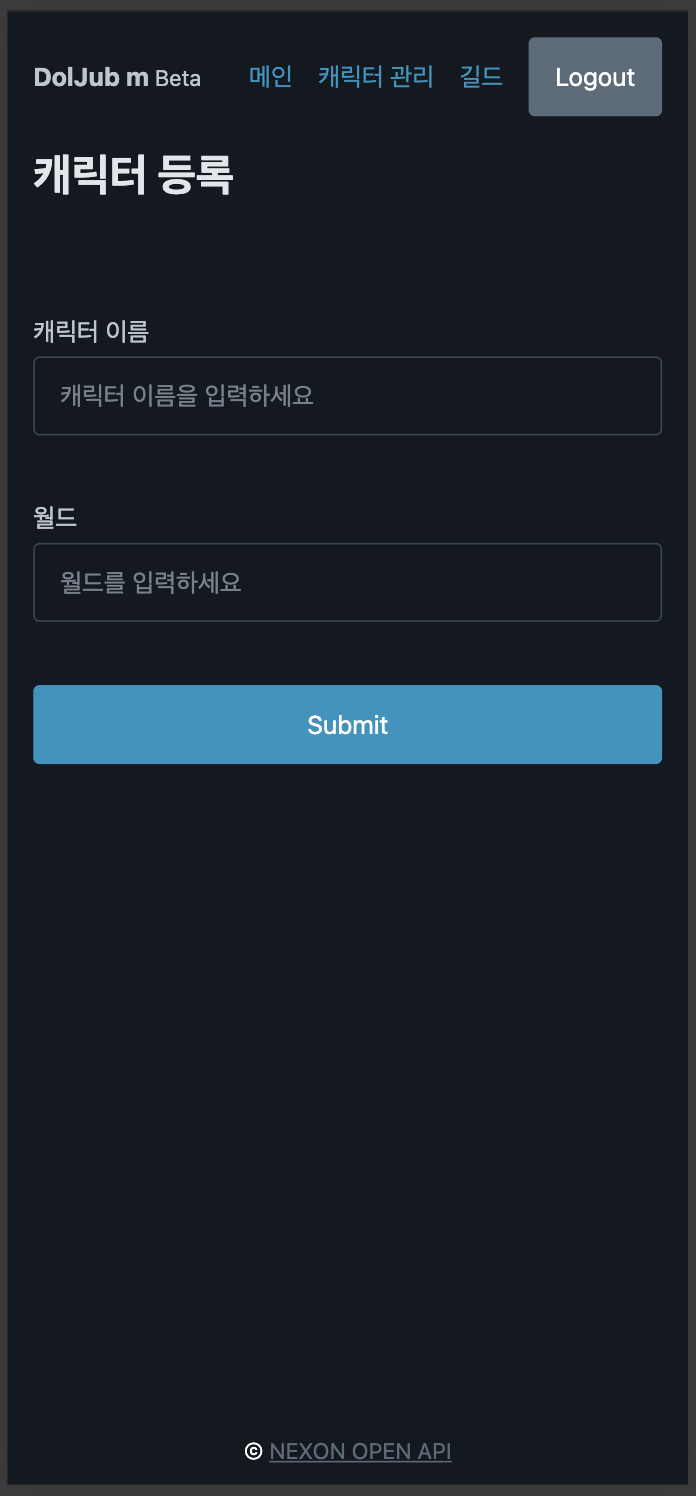 DolJub m Beta 메인 캐릭터 관리 길드 Logout
캐릭터 등록
캐릭터 이름
캐릭터 이름을 입력하세요
월드
월드를 입력하세요
Submit
© NEXON OPEN API